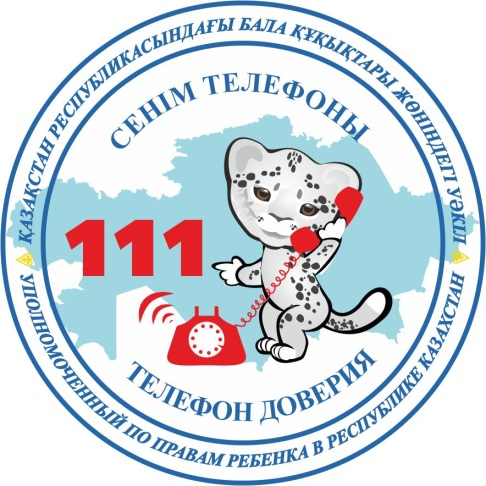 ҚАЗАҚСТАН РЕСПУБЛИКАСЫНДАҒЫ БАЛА ҚҰҚЫҚТАРЫ ЖӨНІНДЕГІ УӘКІЛ
СЕНІМ ТЕЛЕФОНЫ
111
ТЕЛЕФОН ДОВЕРИЯ
УПОЛНОМОЧЕННЫЙ ПО ПРАВАМ РЕБЕНКА В РЕСПУБЛИКЕ КАЗАХСТАН